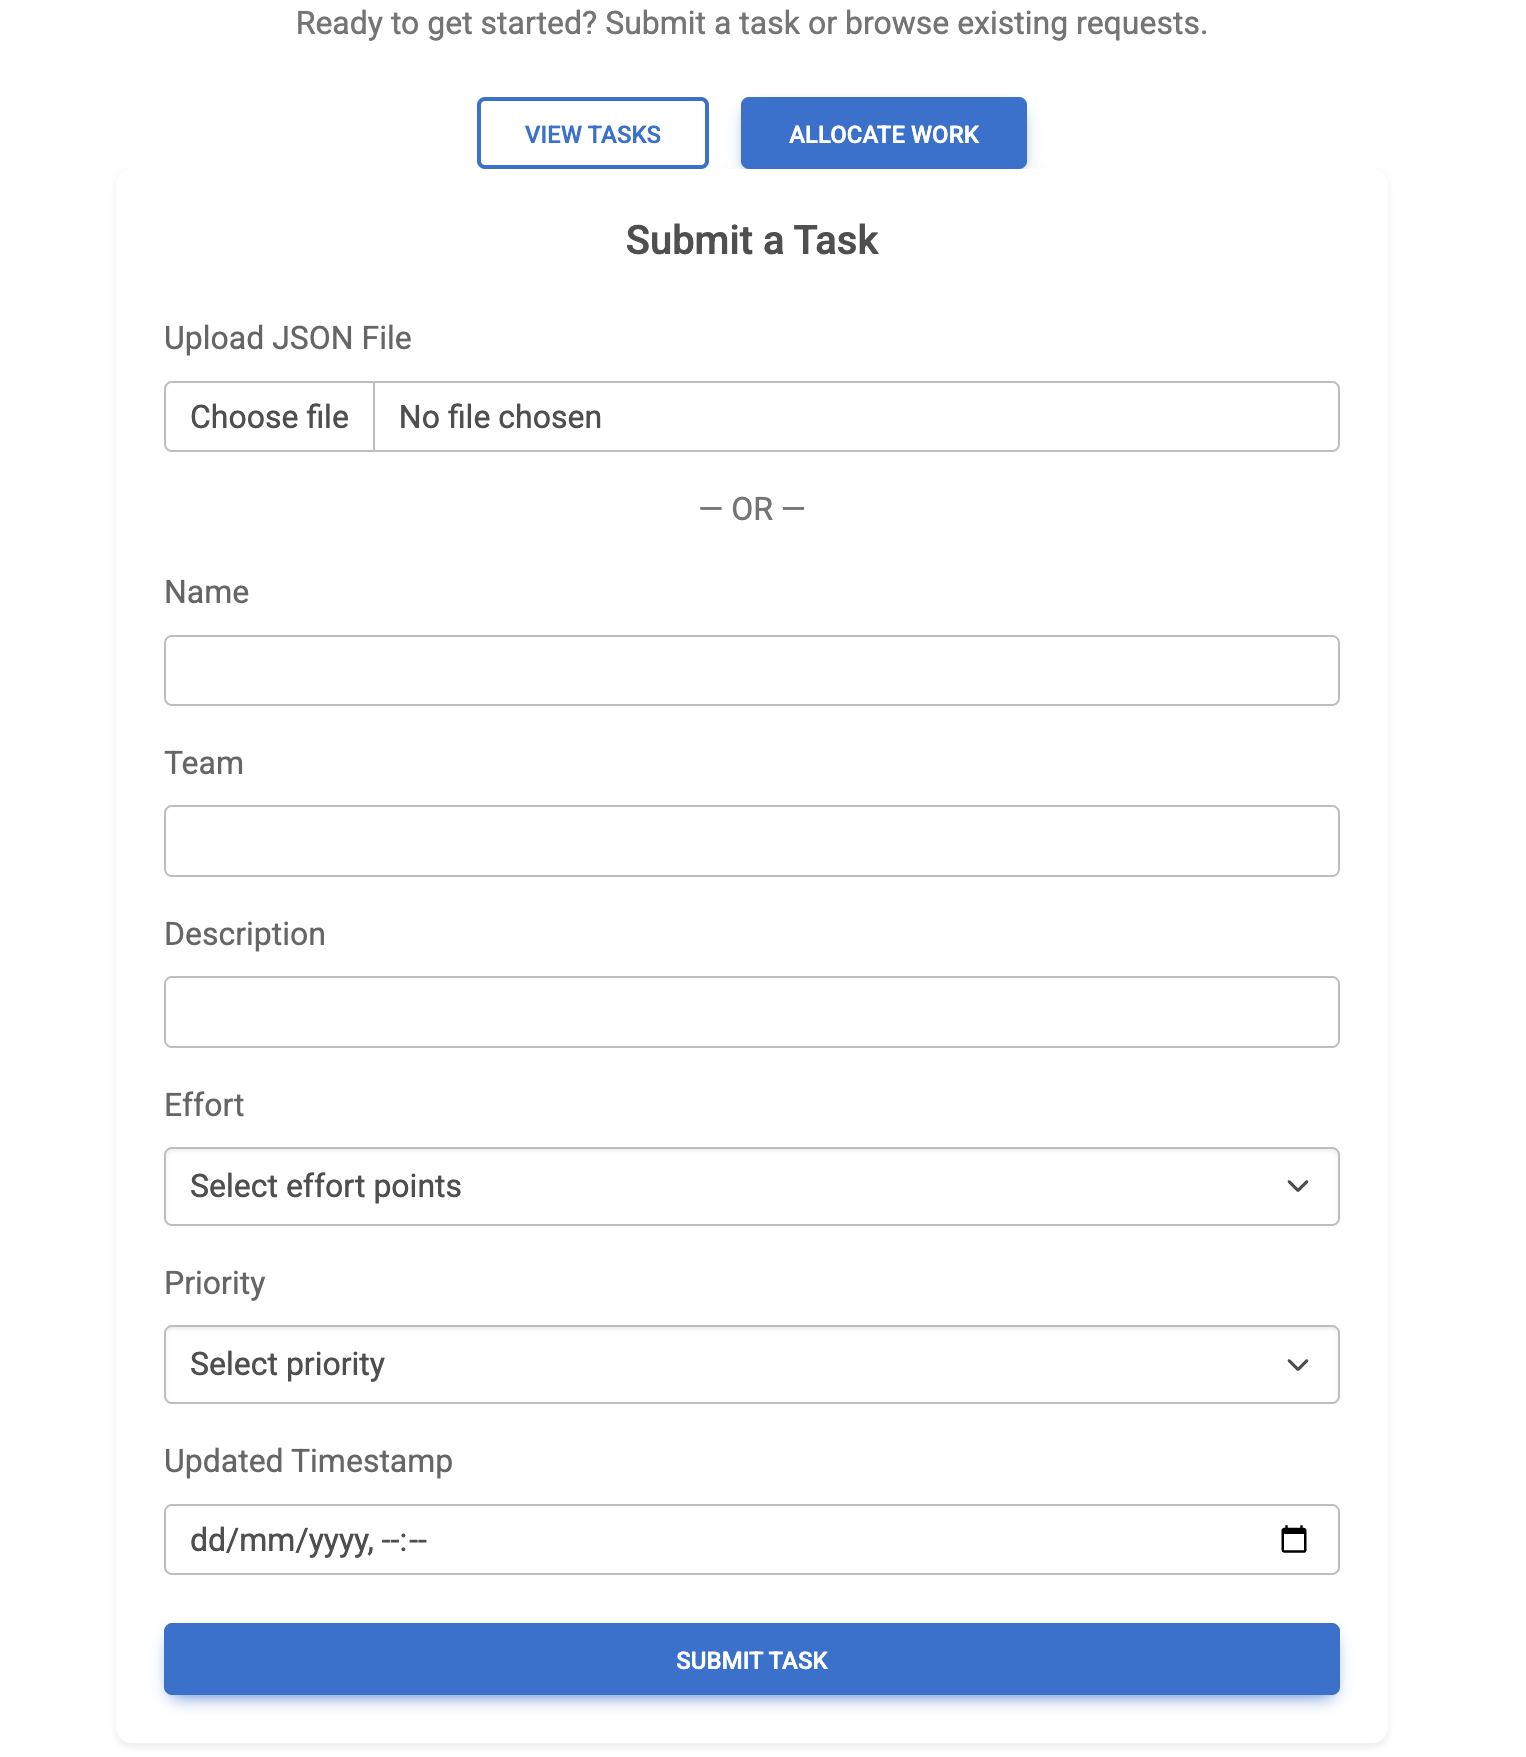 Ready to get started? Submit a task or browse existing requests.
VIEW TASKS
ALLOCATE WORK
Submit a Task
Upload JSON File
Choose file
No file chosen
— OR —
Name
Team
Description
Effort
Select effort points
Priority
Select priority
Updated Timestamp
dd/mm/yyyy, --:--
SUBMIT TASK